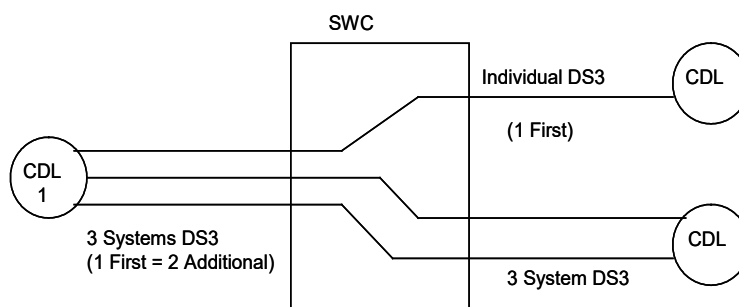 SWC
Individual DS3
CDL
(1 First)
CDL
1
3 Systems DS3
(1 First = 2 Additional)
CDL
3 System DS3